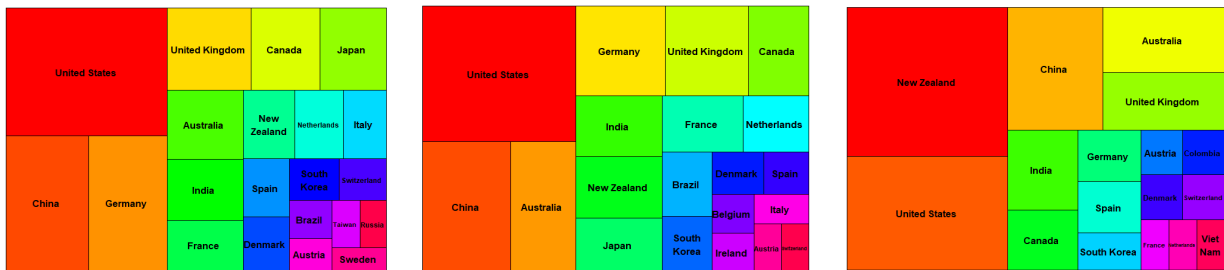 United States
United Kingdom
Canada
Japan
Australia
New
Zealand
Netherlands
Italy
China
Germany
India
France
Spain
Denmark
South
Korea
Switzerland
Brazil
Taiwan
Russia
Austria
Sweden
United States
Germany
United Kingdom
Canada
India
France
Netherlands
China
Australia
New Zealand
Japan
Brazil
South
Korea
Denmark
Spain
Belgium
Italy
Ireland
Austria
Switzerland
New Zealand
China
Australia
United Kingdom
United States
India
Canada
Germany
Spain
South Korea
Austria
Colombia
Denmark
Switzerland
France
Netherlands
Viet
Nam